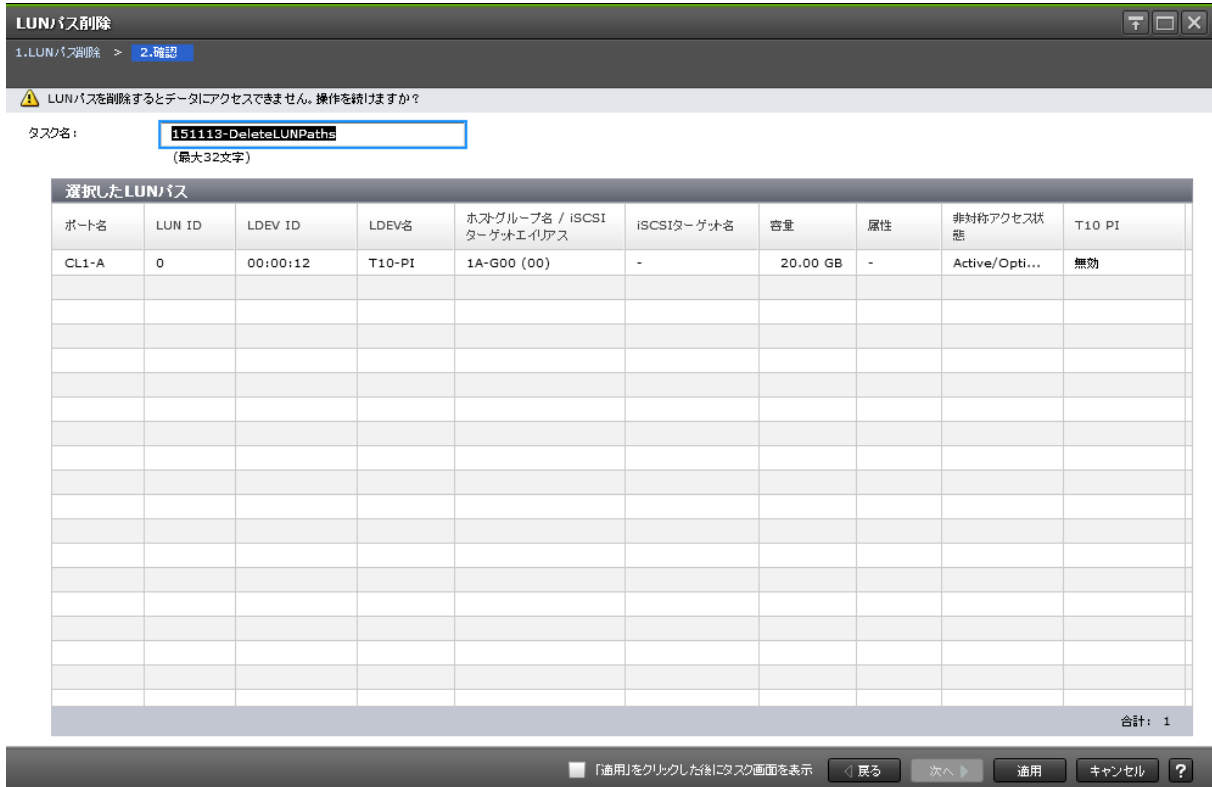 LUNパス削除
1.LUNパス削除 > 2.確認
LUNパスを削除するとデータにアクセスできません。操作を続けますか？
タスク名: 151113-DeleteLUNPaths
(最大32文字)
選択したLUNパス
ポート名 LUN ID LDEV ID LDEV名 ホストグループ名 / iSCSI iSCSIターゲット名 容量 属性 非対称アクセス状 T10 PI
ターゲットエイリアス 態
CL1-A 0 00:00:12 T10-PI 1A-G00 (00) - 20.00 GB - Active/Opti... 無効
合計: 1
「適用」をクリックした後にタスク画面を表示 戻る 次へ 適用 キャンセル ?